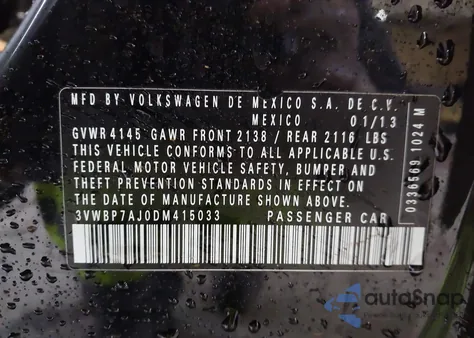 MFD BY VOLKSWAGEN DE MEXICO S.A. DE C.V.
MEXICO 01/13
GVWR 4145 GAWR FRONT 2138 / REAR 2116 LBS
THIS VEHICLE CONFORMS TO ALL APPLICABLE U.S.
FEDERAL MOTOR VEHICLE SAFETY, BUMPER AND
THEFT PREVENTION STANDARDS IN EFFECT ON
THE DATE OF MANUFACTURE SHOWN ABOVE.
3VWBP7AJ0DM415033 PASSENGER CAR
0336569 1024 M
autoSnap